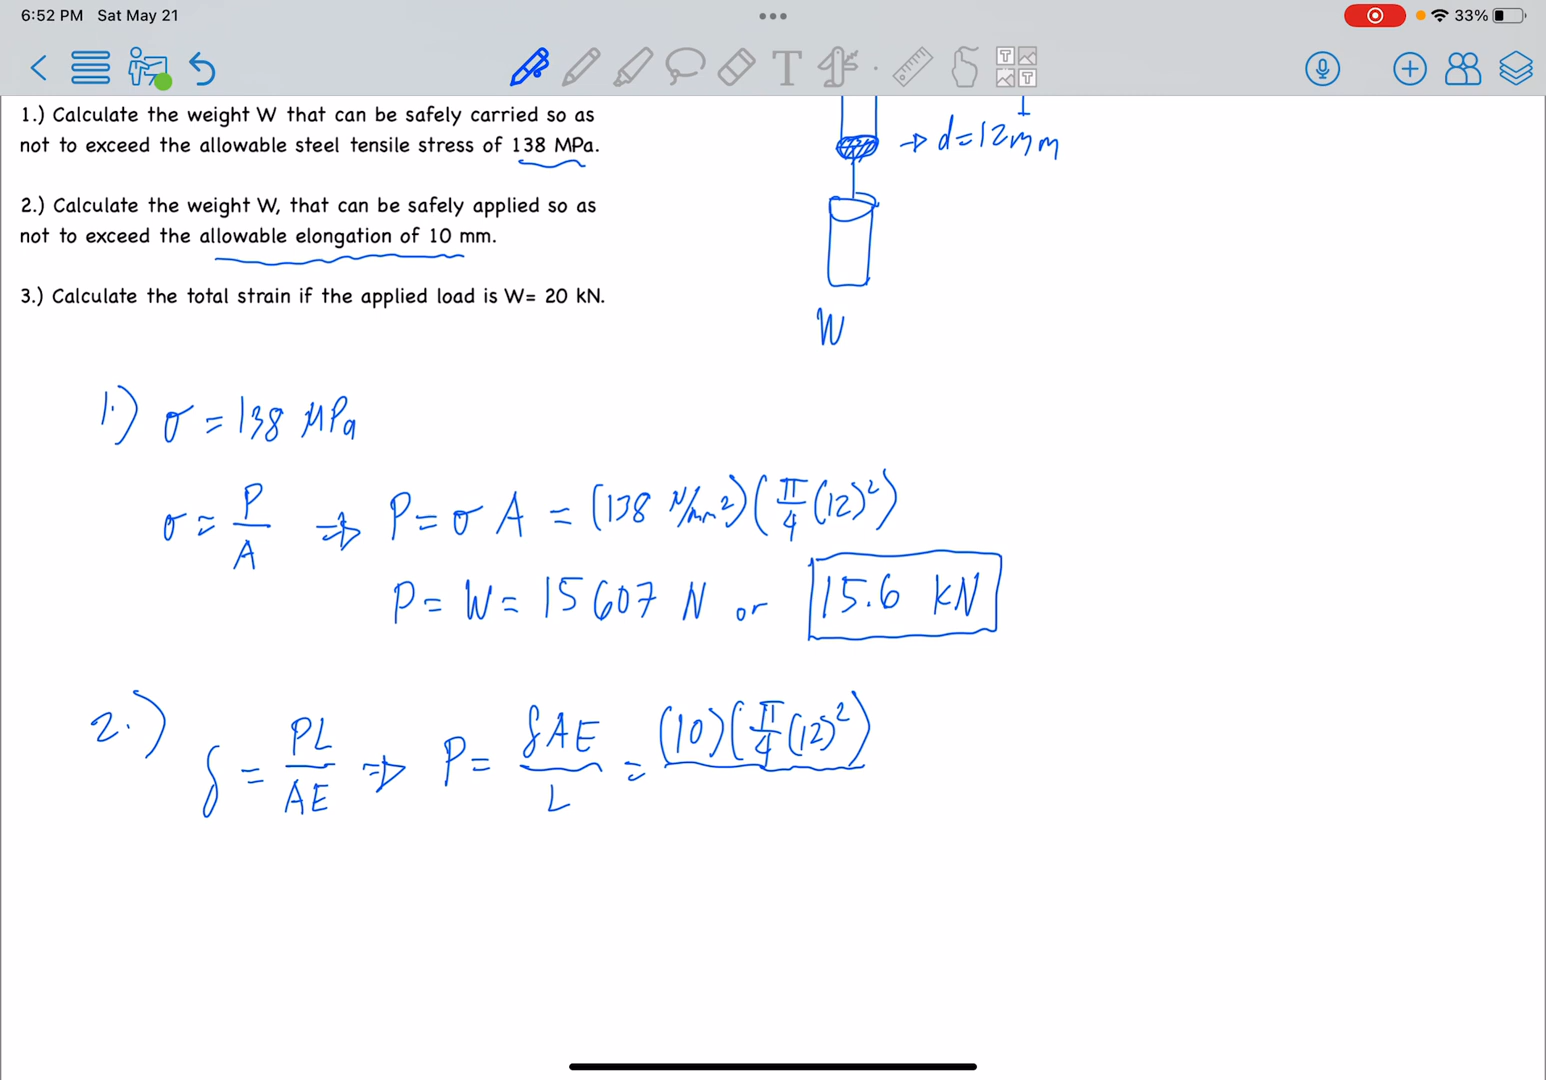 6:52 PM Sat May 21
33%
T
1.) Calculate the weight W that can be safely carried so as
not to exceed the allowable steel tensile stress of 138 MPa.
2.) Calculate the weight W, that can be safely applied so as
not to exceed the allowable elongation of 10 mm.
3.) Calculate the total strain if the applied load is W= 20 kN.
→ d=12mm
W
1.) σ = 138 MPa
σ = P/A ⇒ P = σ A = (138 N/mm²)(π/4 (12)²)
P = W = 15607 N or 15.6 kN
2.) δ = PL/AE ⇒ P = δAE/L = (10)(π/4 (12)²)